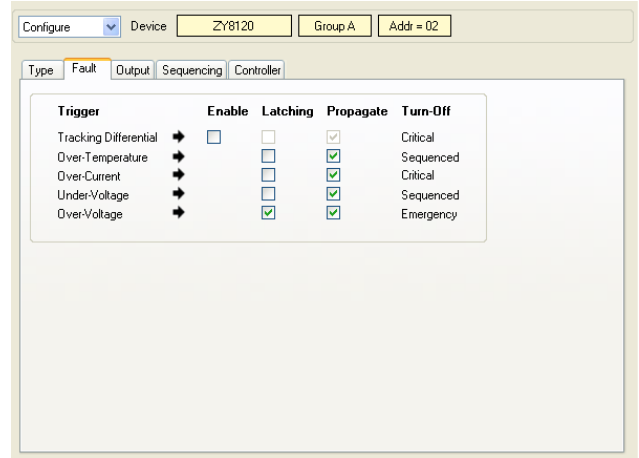 Configure Device ZY8120 Group A Addr = 02
Type Fault Output Sequencing Controller
Trigger Enable Latching Propagate Turn-Off
Tracking Differential Critical
Over-Temperature Sequenced
Over-Current Critical
Under-Voltage Sequenced
Over-Voltage Emergency